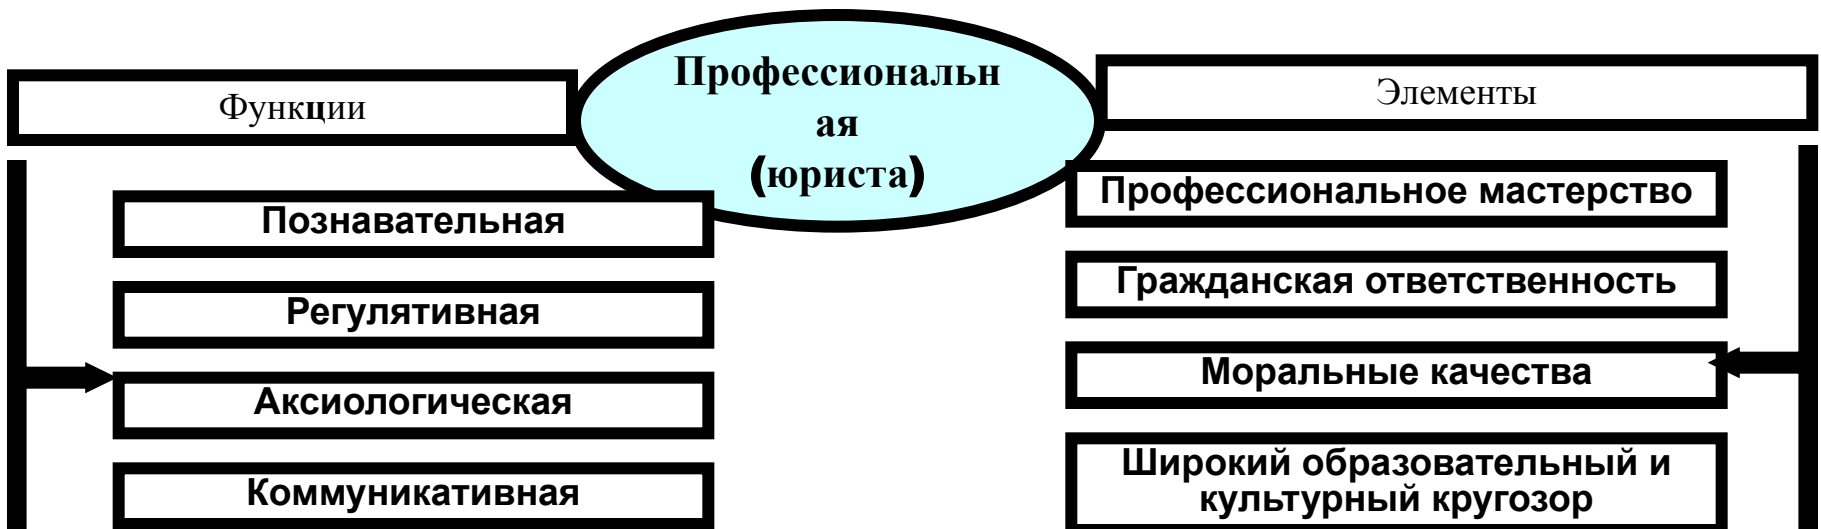 Профессиональн
ая
(юриста)
Функции
Познавательная
Регулятивная
Аксиологическая
Коммуникативная
Элементы
Профессиональное мастерство
Гражданская ответственность
Моральные качества
Широкий образовательный и
культурный кругозор